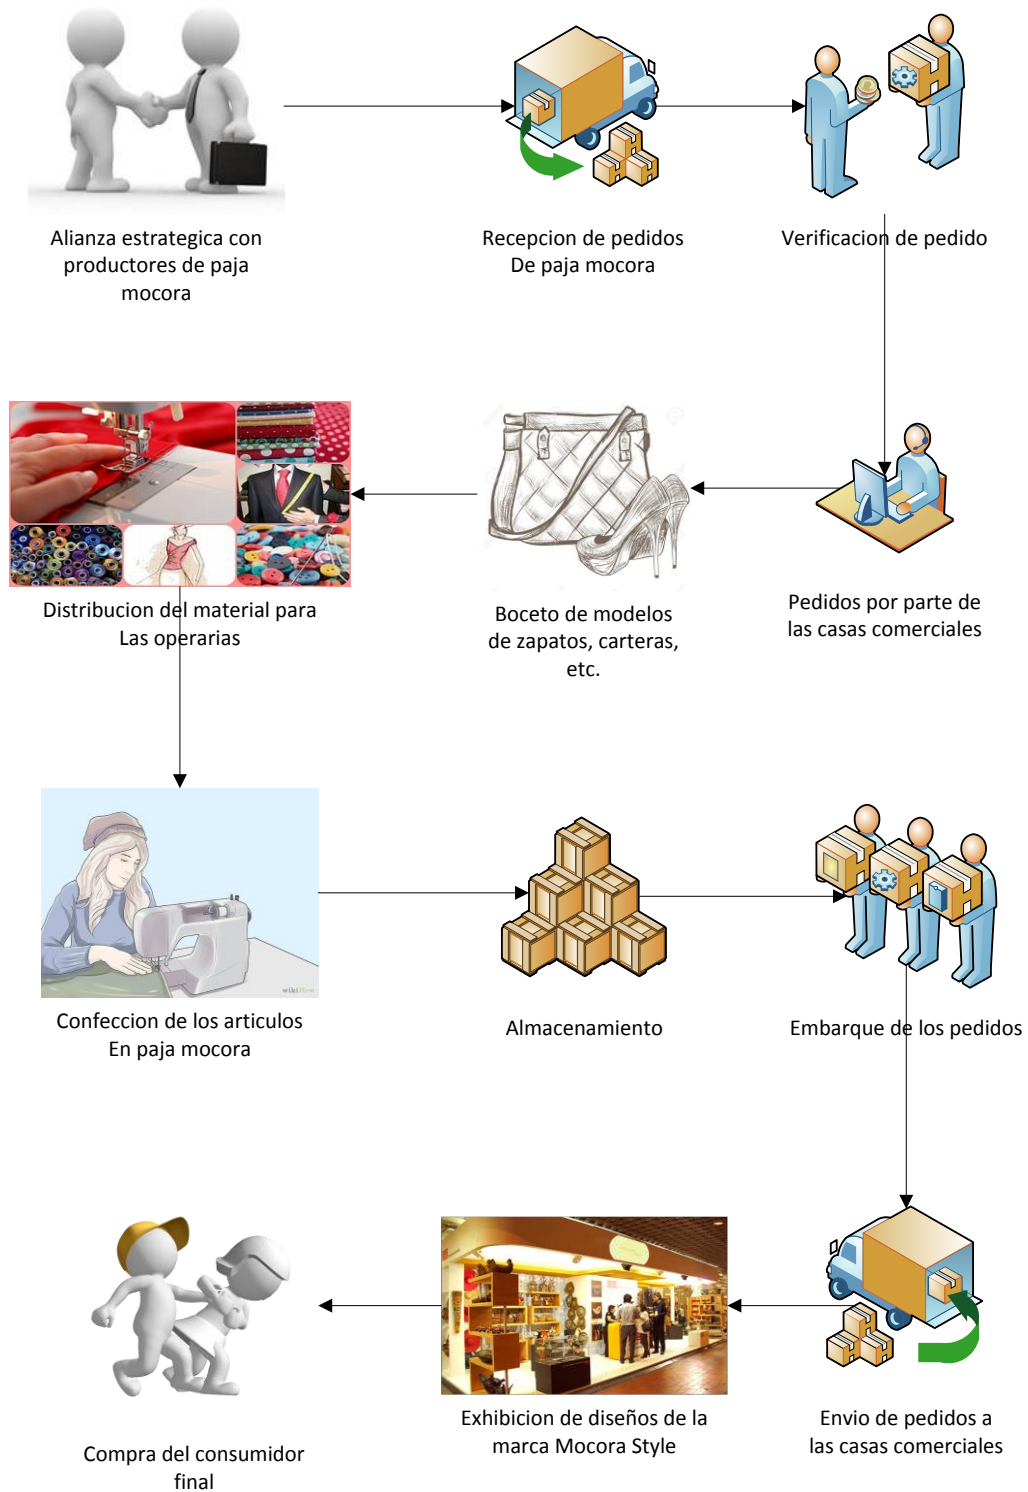 Alianza estrategica con
productores de paja
mocora
Recepcion de pedidos
De paja mocora
Verificacion de pedido
Distribucion del material para
Las operarias
Boceto de modelos
de zapatos, carteras,
etc.
Pedidos por parte de
las casas comerciales
wikiHow
Confeccion de los articulos
En paja mocora
Almacenamiento
Embarque de los pedidos
Compra del consumidor
final
Exhibicion de diseños de la
marca Mocora Style
Envio de pedidos a
las casas comerciales